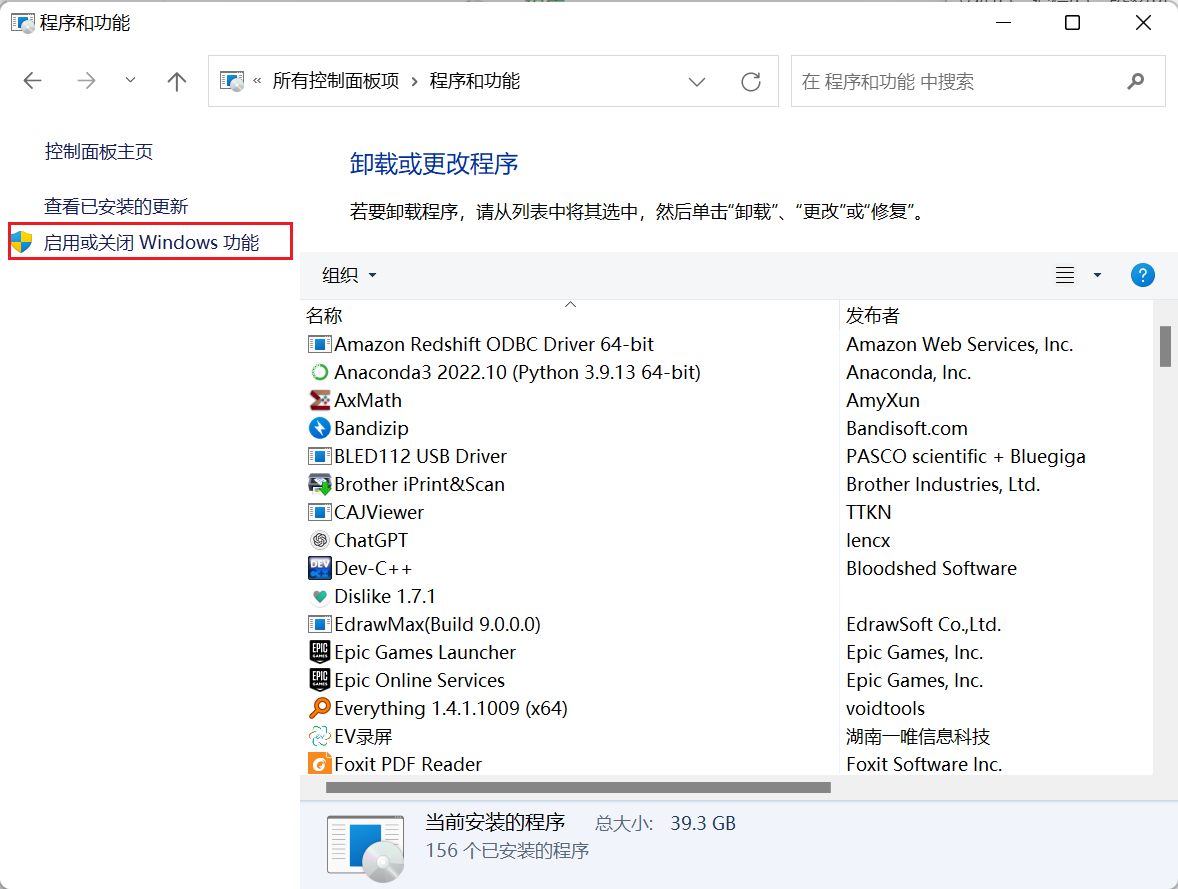 程序和功能
« 所有控制面板项 › 程序和功能
在 程序和功能 中搜索
控制面板主页
查看已安装的更新
启用或关闭 Windows 功能
卸载或更改程序
若要卸载程序，请从列表中将其选中，然后单击“卸载”、“更改”或“修复”。
组织
?
名称 发布者
Amazon Redshift ODBC Driver 64-bit Amazon Web Services, Inc.
Anaconda3 2022.10 (Python 3.9.13 64-bit) Anaconda, Inc.
AxMath AmyXun
Bandizip Bandisoft.com
BLED112 USB Driver PASCO scientific + Bluegiga
Brother iPrint&Scan Brother Industries, Ltd.
CAJViewer TTKN
ChatGPT lencx
DEV Dev-C++ Bloodshed Software
Dislike 1.7.1
EdrawMax(Build 9.0.0.0) EdrawSoft Co.,Ltd.
EPIC GAMES Epic Games Launcher Epic Games, Inc.
EPIC GAMES Epic Online Services Epic Games, Inc.
Everything 1.4.1.1009 (x64) voidtools
EV EV录屏 湖南一唯信息科技
Foxit PDF Reader Foxit Software Inc.
当前安装的程序 总大小: 39.3 GB
156 个已安装的程序